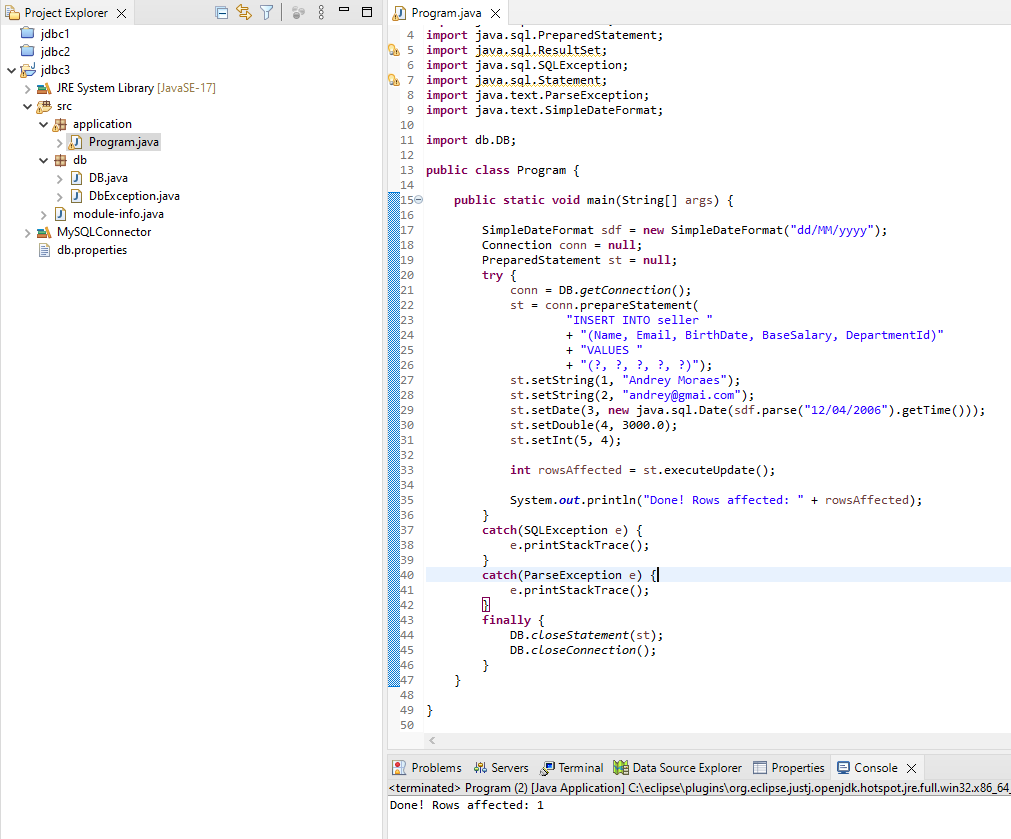 Project Explorer
jdbc1
jdbc2
jdbc3
JRE System Library [JavaSE-17]
src
application
Program.java
db
DB.java
DbException.java
module-info.java
MySQLConnector
db.properties
Program.java
4 import java.sql.PreparedStatement;
5 import java.sql.ResultSet;
6 import java.sql.SQLException;
7 import java.sql.Statement;
8 import java.text.ParseException;
9 import java.text.SimpleDateFormat;
10
11 import db.DB;
12
13 public class Program {
14
15 public static void main(String[] args) {
16
17 SimpleDateFormat sdf = new SimpleDateFormat("dd/MM/yyyy");
18 Connection conn = null;
19 PreparedStatement st = null;
20 try {
21 conn = DB.getConnection();
22 st = conn.prepareStatement(
23 "INSERT INTO seller "
24 + "(Name, Email, BirthDate, BaseSalary, DepartmentId)"
25 + "VALUES "
26 + "(?, ?, ?, ?, ?)");
27 st.setString(1, "Andrey Moraes");
28 st.setString(2, "andrey@gmai.com");
29 st.setDate(3, new java.sql.Date(sdf.parse("12/04/2006").getTime()));
30 st.setDouble(4, 3000.0);
31 st.setInt(5, 4);
32
33 int rowsAffected = st.executeUpdate();
34
35 System.out.println("Done! Rows affected: " + rowsAffected);
36 }
37 catch(SQLException e) {
38 e.printStackTrace();
39 }
40 catch(ParseException e) {
41 e.printStackTrace();
42 }
43 finally {
44 DB.closeStatement(st);
45 DB.closeConnection();
46 }
47 }
48
49 }
50
Problems Servers Terminal Data Source Explorer Properties Console
<terminated> Program (2) [Java Application] C:\eclipse\plugins\org.eclipse.justj.openjdk.hotspot.jre.full.win32.x86_64_
Done! Rows affected: 1